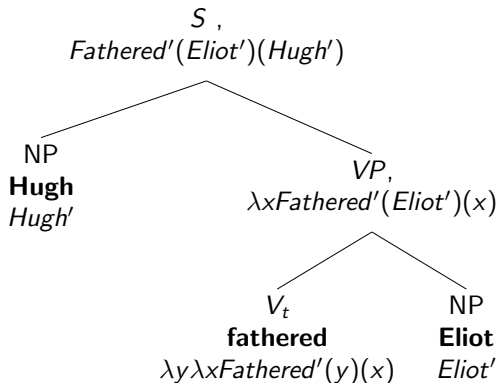 S ,
Fathered′(Eliot′)(Hugh′)
NP
Hugh
Hugh′
VP,
λxFathered′(Eliot′)(x)
V_t
fathered
λyλxFathered′(y)(x)
NP
Eliot
Eliot′